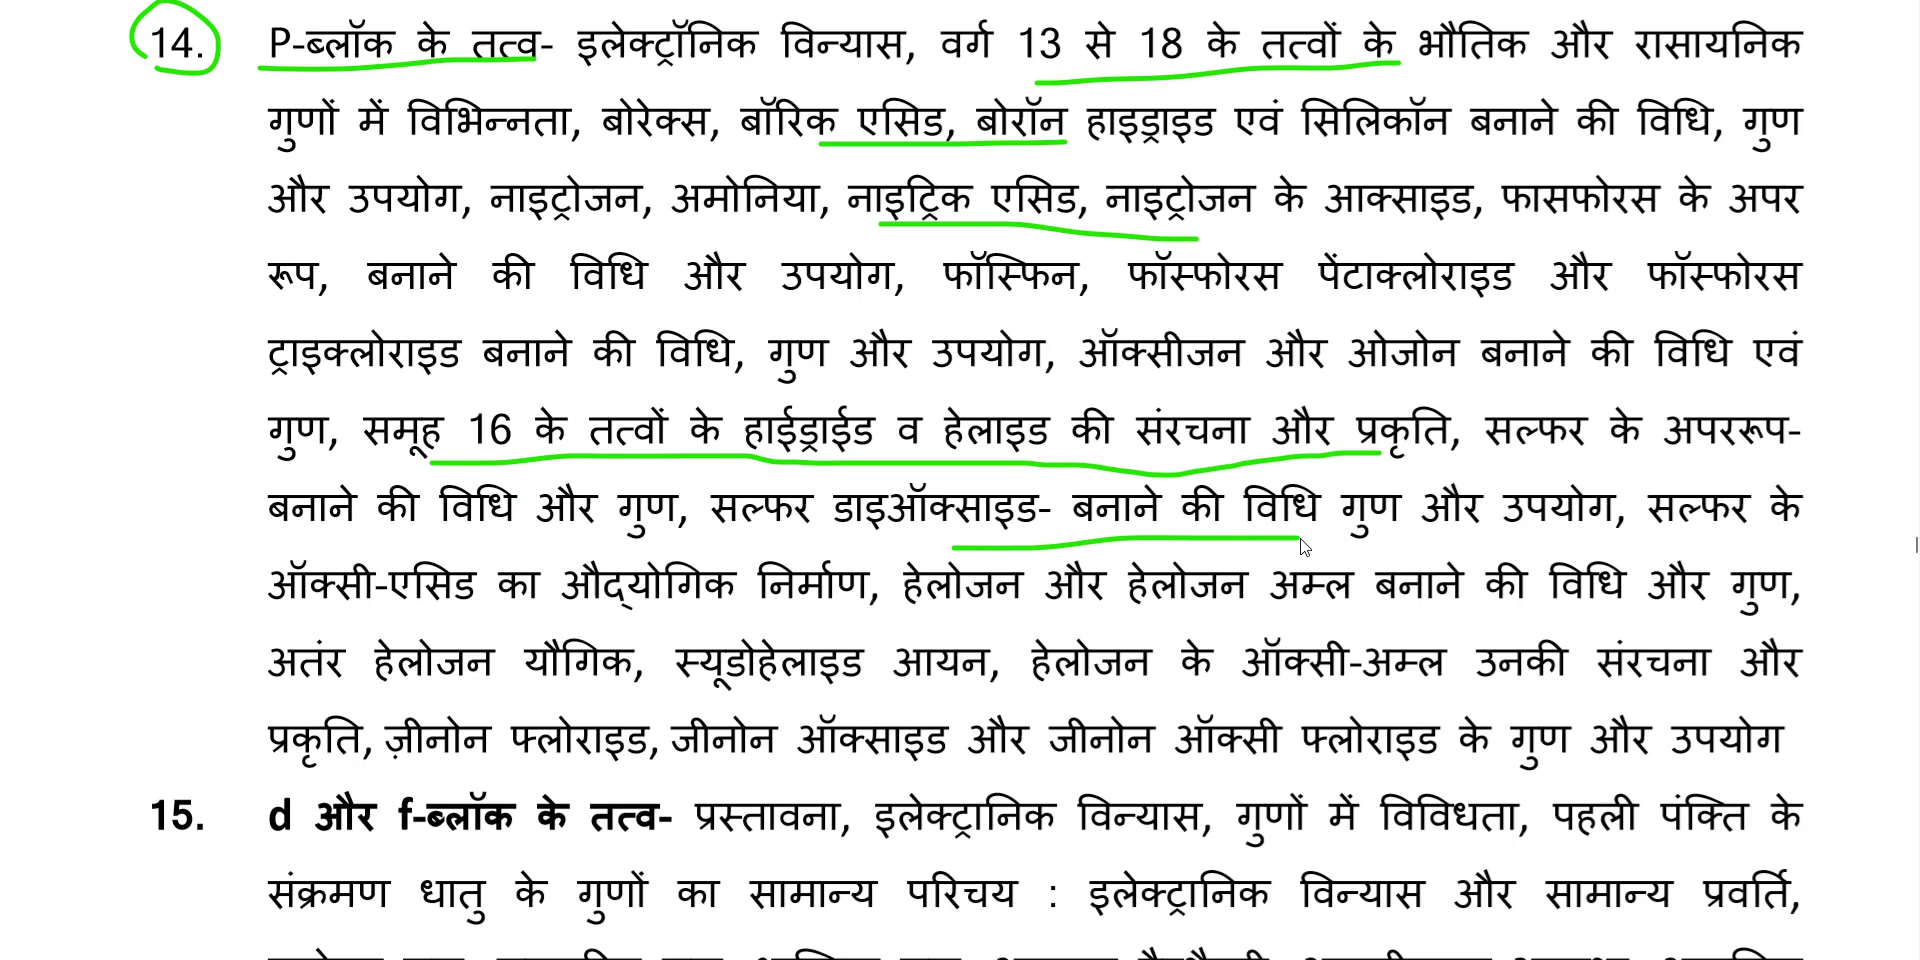 14. P-ब्लॉक के तत्व- इलेक्ट्रॉनिक विन्यास, वर्ग 13 से 18 के तत्वों के भौतिक और रासायनिक
गुणों में विभिन्नता, बोरेक्स, बॉरिक एसिड, बोरॉन हाइड्राइड एवं सिलिकॉन बनाने की विधि, गुण
और उपयोग, नाइट्रोजन, अमोनिया, नाइट्रिक एसिड, नाइट्रोजन के आक्साइड, फासफोरस के अपर
रूप, बनाने की विधि और उपयोग, फॉस्फिन, फॉस्फोरस पेंटाक्लोराइड और फॉस्फोरस
ट्राइक्लोराइड बनाने की विधि, गुण और उपयोग, ऑक्सीजन और ओजोन बनाने की विधि एवं
गुण, समूह 16 के तत्वों के हाईड्राईड व हेलाइड की संरचना और प्रकृति, सल्फर के अपररूप-
बनाने की विधि और गुण, सल्फर डाइऑक्साइड- बनाने की विधि गुण और उपयोग, सल्फर के
ऑक्सी-एसिड का औद्योगिक निर्माण, हेलोजन और हेलोजन अम्ल बनाने की विधि और गुण,
अतंर हेलोजन यौगिक, स्यूडोहेलाइड आयन, हेलोजन के ऑक्सी-अम्ल उनकी संरचना और
प्रकृति, ज़ीनोन फ्लोराइड, जीनोन ऑक्साइड और जीनोन ऑक्सी फ्लोराइड के गुण और उपयोग
15. d और f-ब्लॉक के तत्व- प्रस्तावना, इलेक्ट्रानिक विन्यास, गुणों में विविधता, पहली पंक्ति के
संक्रमण धातु के गुणों का सामान्य परिचय : इलेक्ट्रानिक विन्यास और सामान्य प्रवर्ति,